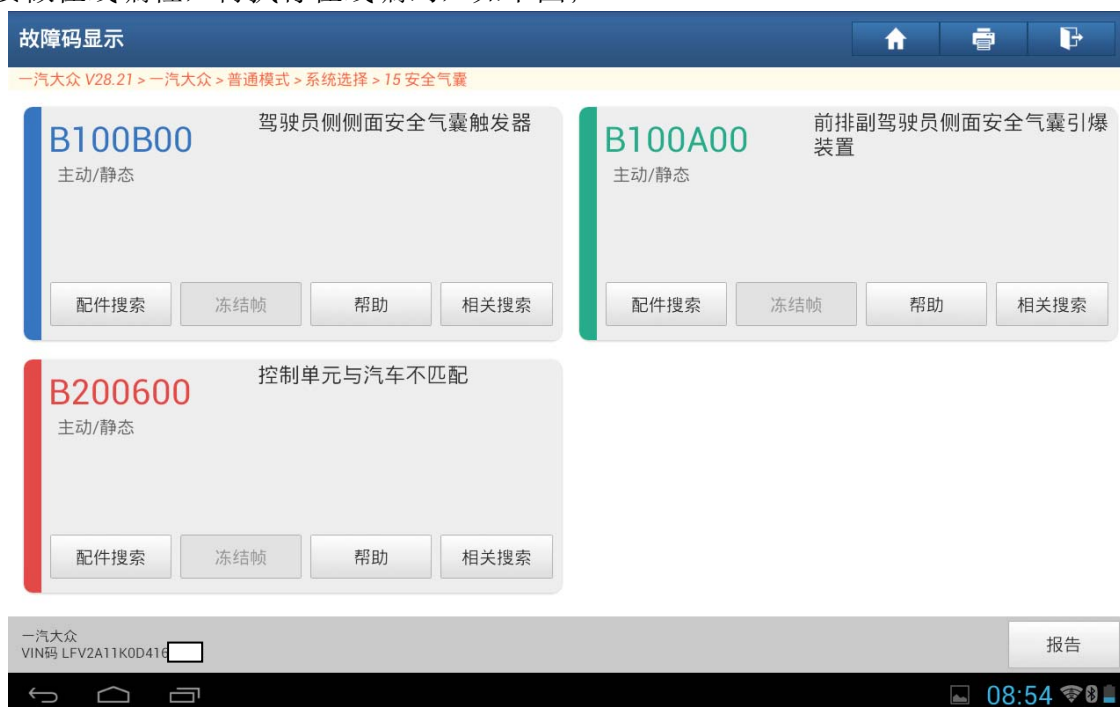 故障码显示
一汽大众 V28.21 > 一汽大众 > 普通模式 > 系统选择 > 15 安全气囊
B100B00
驾驶员侧侧面安全气囊触发器
主动/静态
配件搜索 冻结帧 帮助 相关搜索
B100A00
前排副驾驶员侧面安全气囊引爆
装置
主动/静态
配件搜索 冻结帧 帮助 相关搜索
B200600
控制单元与汽车不匹配
主动/静态
配件搜索 冻结帧 帮助 相关搜索
一汽大众
VIN码 LFV2A11K0D416
报告
08:54